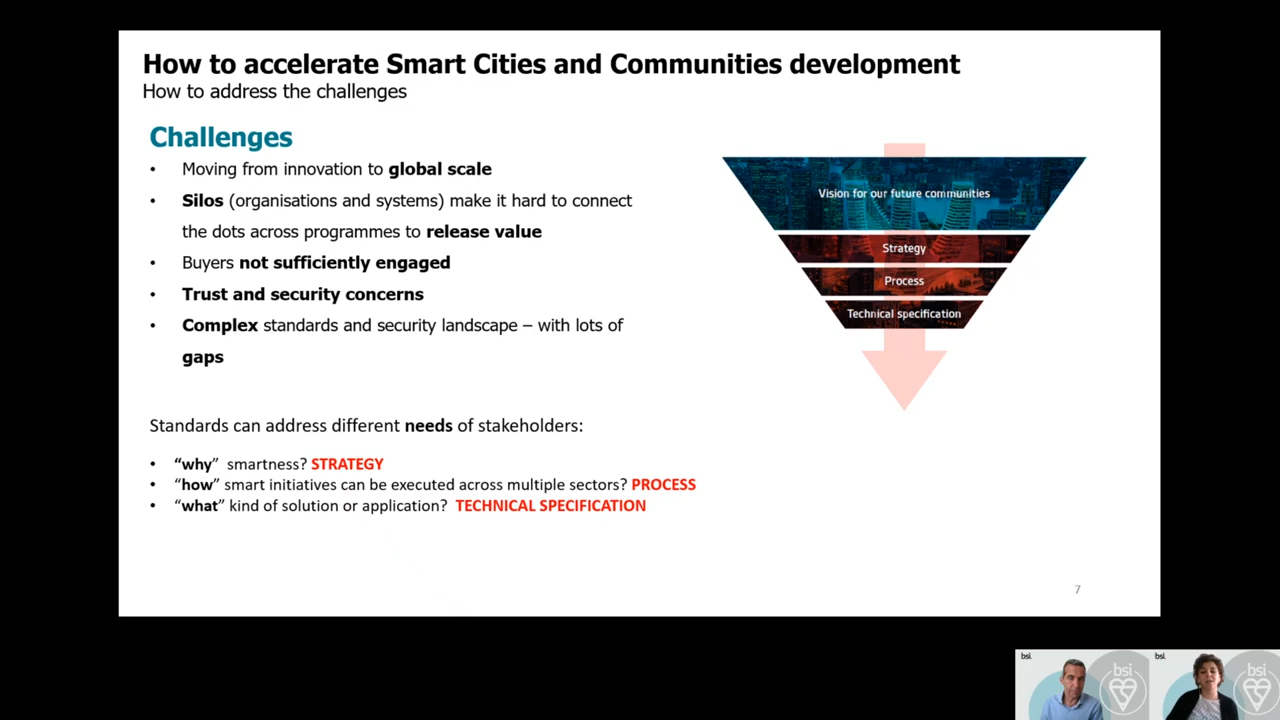 How to accelerate Smart Cities and Communities development
How to address the challenges
Challenges
• Moving from innovation to global scale
• Silos (organisations and systems) make it hard to connect
the dots across programmes to release value
• Buyers not sufficiently engaged
• Trust and security concerns
• Complex standards and security landscape – with lots of
gaps
Vision for our future communities
Strategy
Process
Technical specification
Standards can address different needs of stakeholders:
• “why” smartness? STRATEGY
• “how” smart initiatives can be executed across multiple sectors? PROCESS
• “what” kind of solution or application? TECHNICAL SPECIFICATION
7
bsi.
bsi
bsi.
bsi